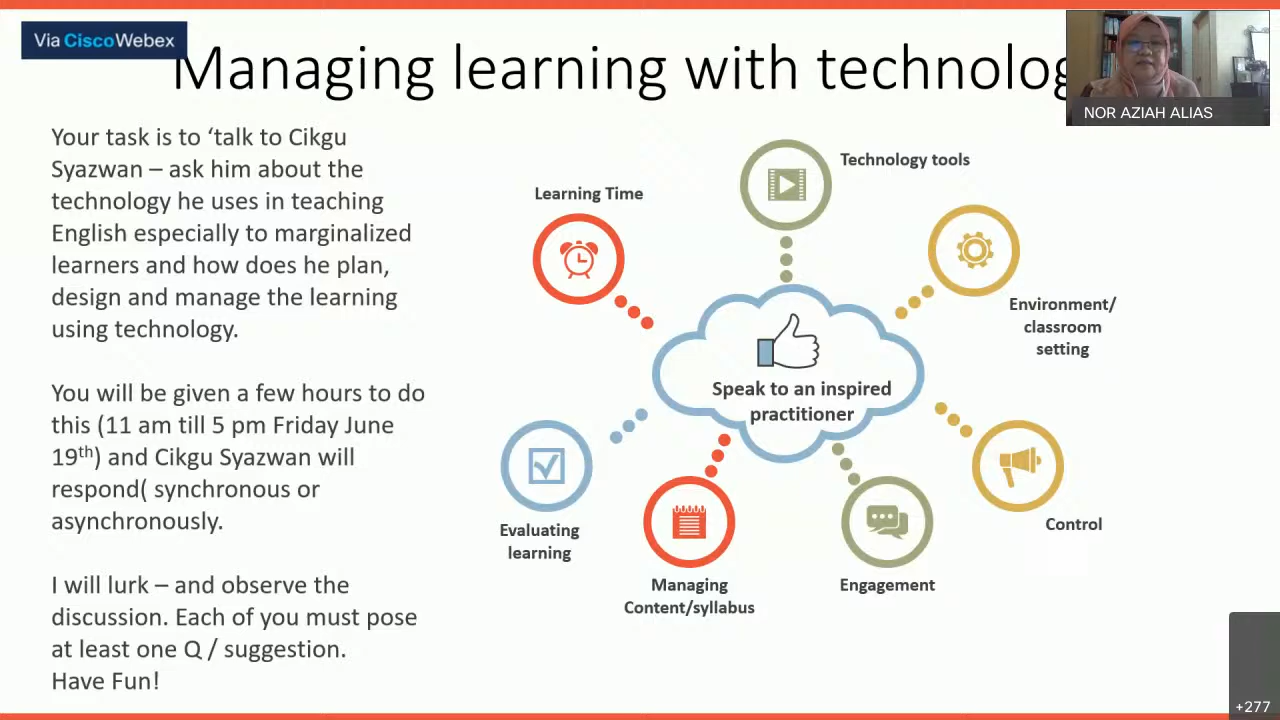 Via Cisco Webex
Managing learning with technolog
NOR AZIAH ALIAS
Your task is to ‘talk to Cikgu
Syazwan – ask him about the
technology he uses in teaching
English especially to marginalized
learners and how does he plan,
design and manage the learning
using technology.
You will be given a few hours to do
this (11 am till 5 pm Friday June
19th) and Cikgu Syazwan will
respond( synchronous or
asynchronously.
I will lurk – and observe the
discussion. Each of you must pose
at least one Q / suggestion.
Have Fun!
Technology tools
Learning Time
Environment/
classroom
setting
Speak to an inspired
practitioner
Control
Evaluating
learning
Managing
Content/syllabus
Engagement
+277